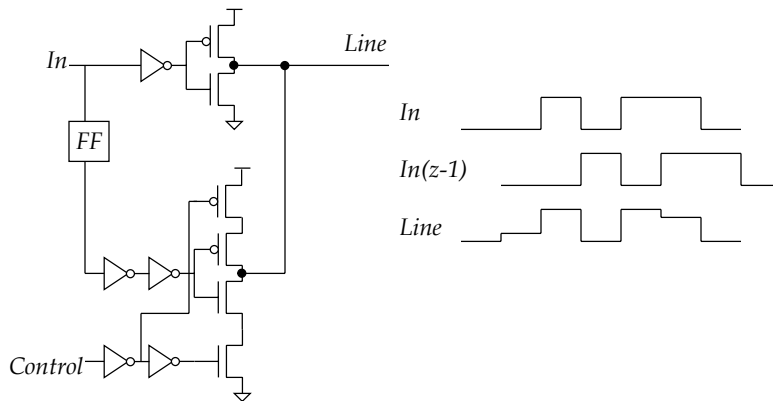 In
Line
FF
Control
In
In(z-1)
Line